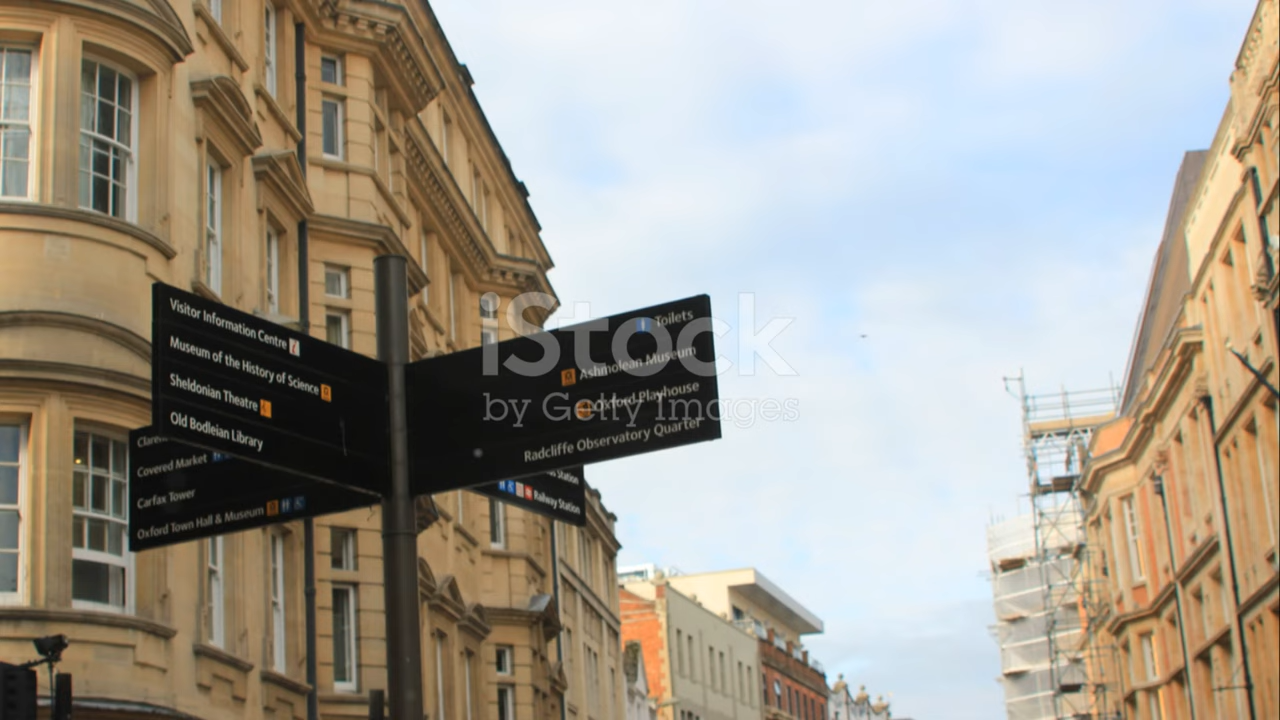 Visitor Information Centre
Museum of the History of Science
Sheldonian Theatre
Old Bodleian Library
Covered Market
Carfax Tower
Oxford Town Hall & Museum
Toilets
Ashmolean Museum
Oxford Playhouse
Radcliffe Observatory Quarter
Station
Railway Station
iStock
by Getty Images